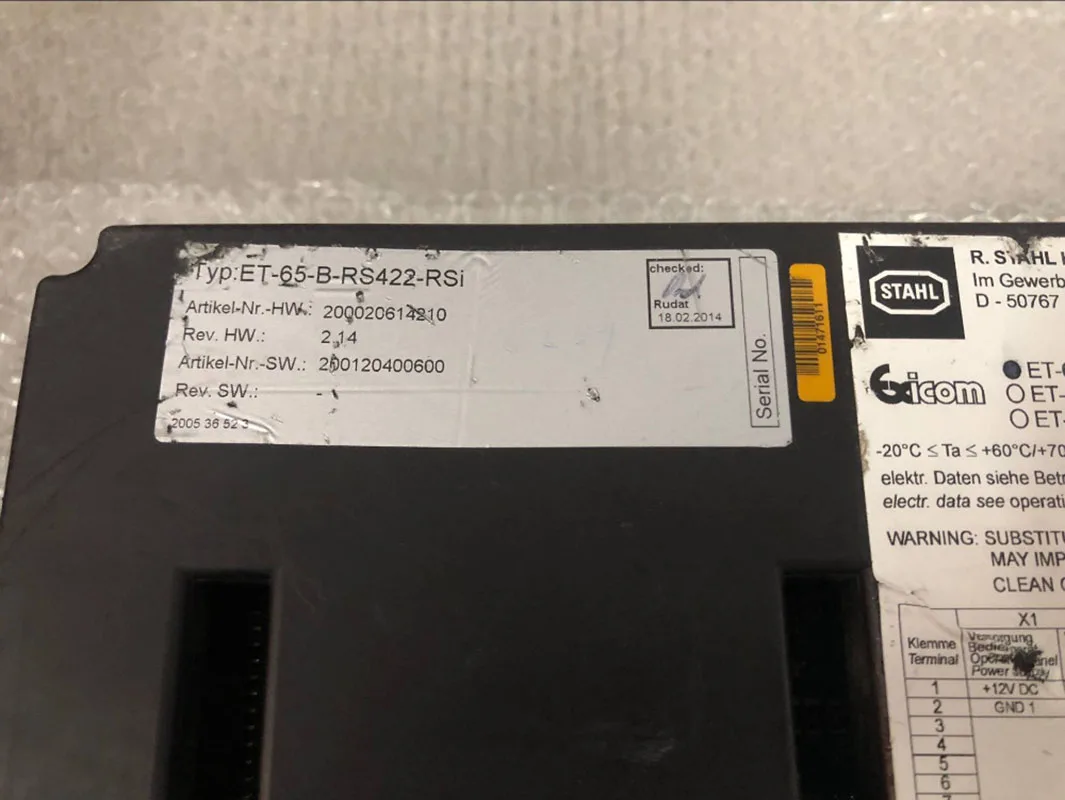 Typ:ET-65-B-RS422-RSi
Artikel-Nr.-HW.: 200020614210
Rev. HW.: 2.14
Artikel-Nr.-SW.: 200120400600
Rev. SW.: -
2005 36 52 3
checked:
Rudat
18.02.2014
Serial No.
01471611
STAHL
R. STAHL
Im Gewerb
D - 50767
Exicom
ET-
ET-
ET-
-20°C ≤ Ta ≤ +60°C/+70
elektr. Daten siehe Betr
electr. data see operati
WARNING: SUBSTITU
MAY IMP
CLEAN
X1
Klemme
Terminal
Versorgung
Power supply
1 +12V DC
2 GND 1
3
4
5
6